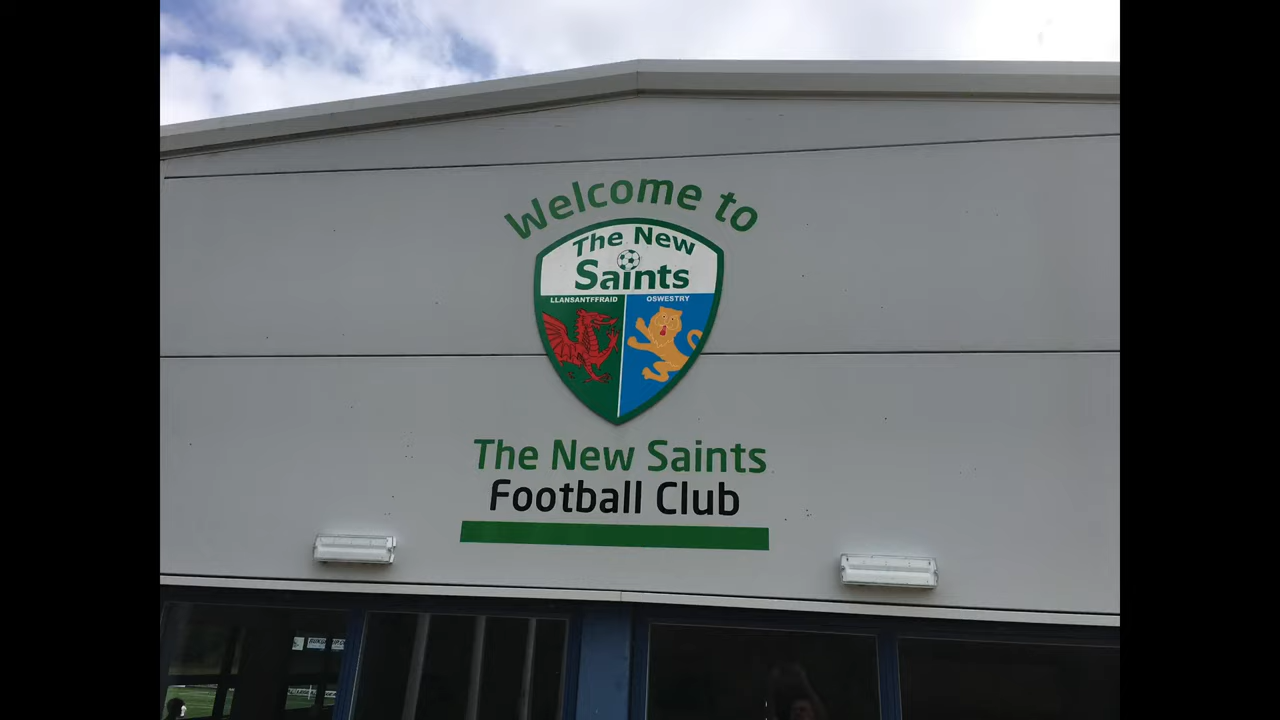 Welcome to
The New
Saints
LLANSANTFFRAID
OSWESTRY
The New Saints
Football Club